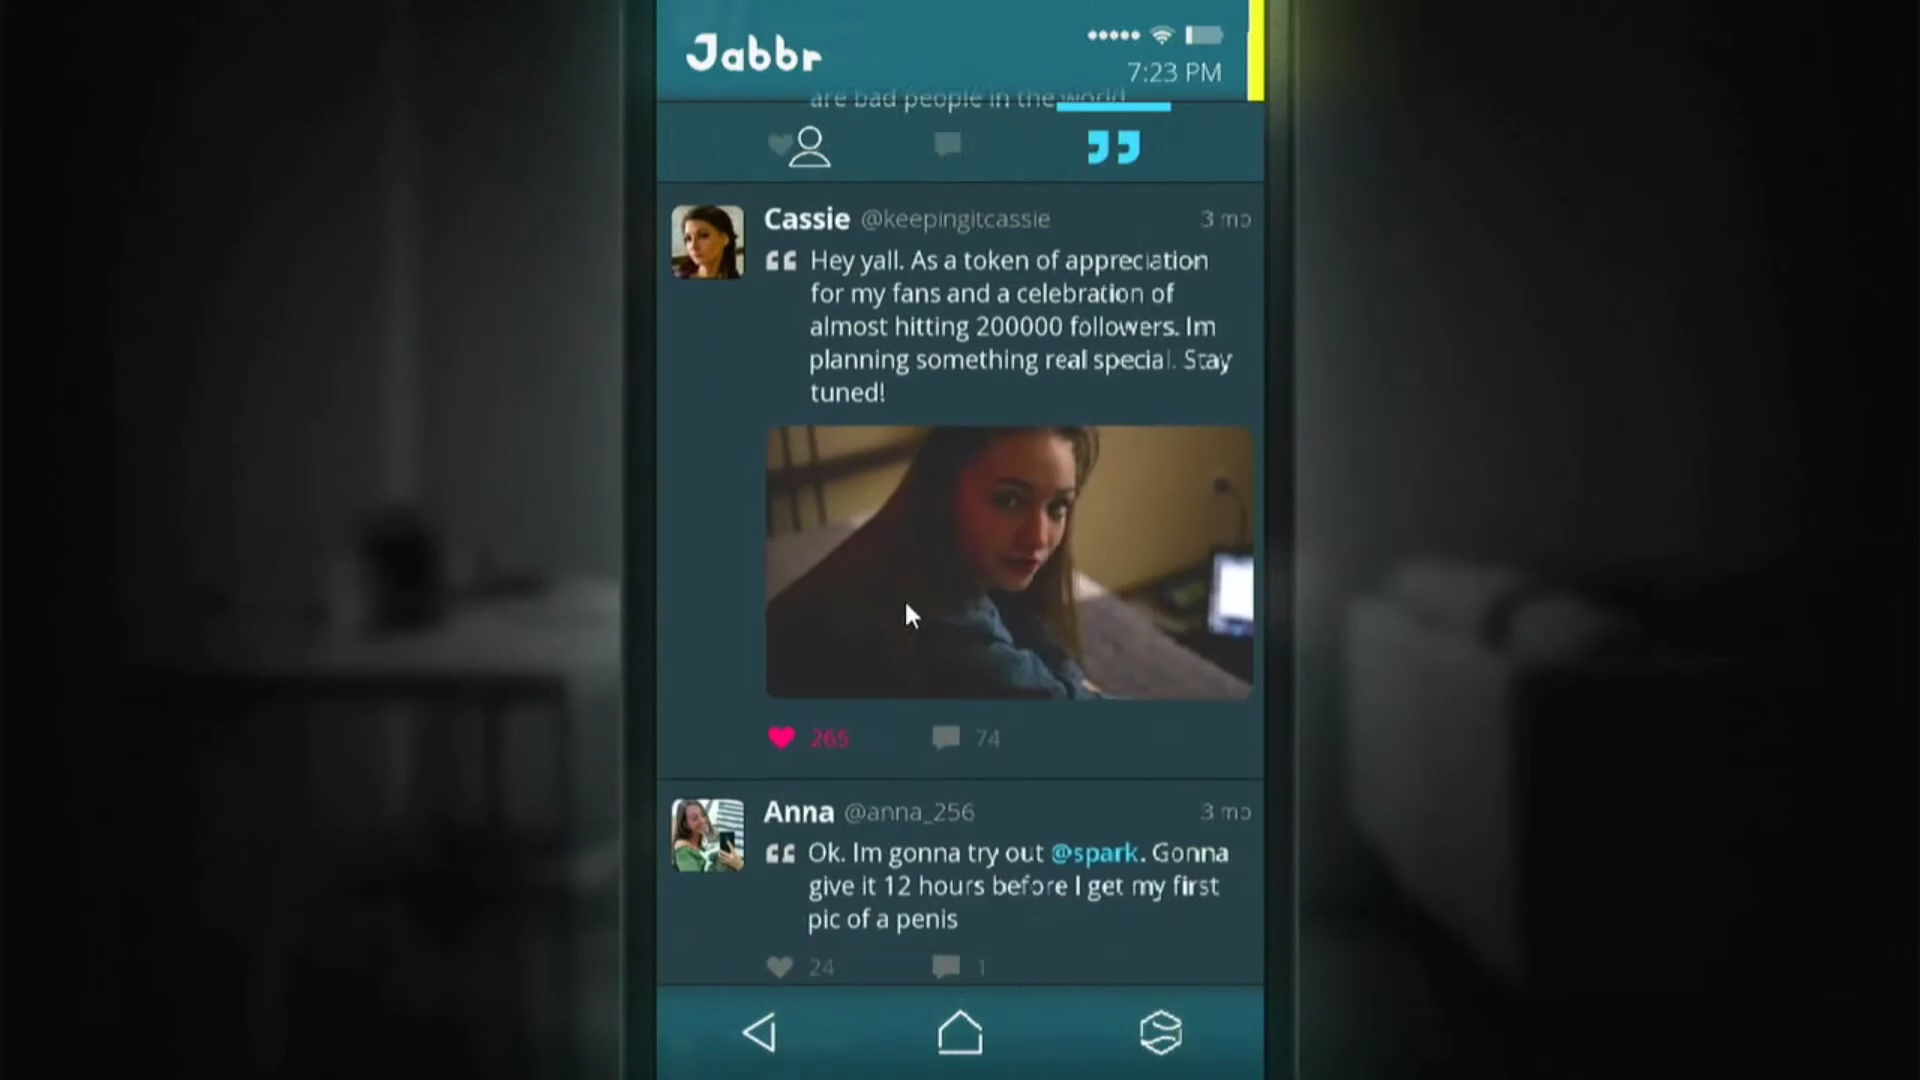 Jabbr
7:23 PM
are bad people in the world
Cassie @keepingitcassie 3 mo
Hey yall. As a token of appreciation
for my fans and a celebration of
almost hitting 200000 followers. Im
planning something real special. Stay
tuned!
265 74
Anna @anna_256 3 mo
Ok. Im gonna try out @spark. Gonna
give it 12 hours before I get my first
pic of a penis
24 1